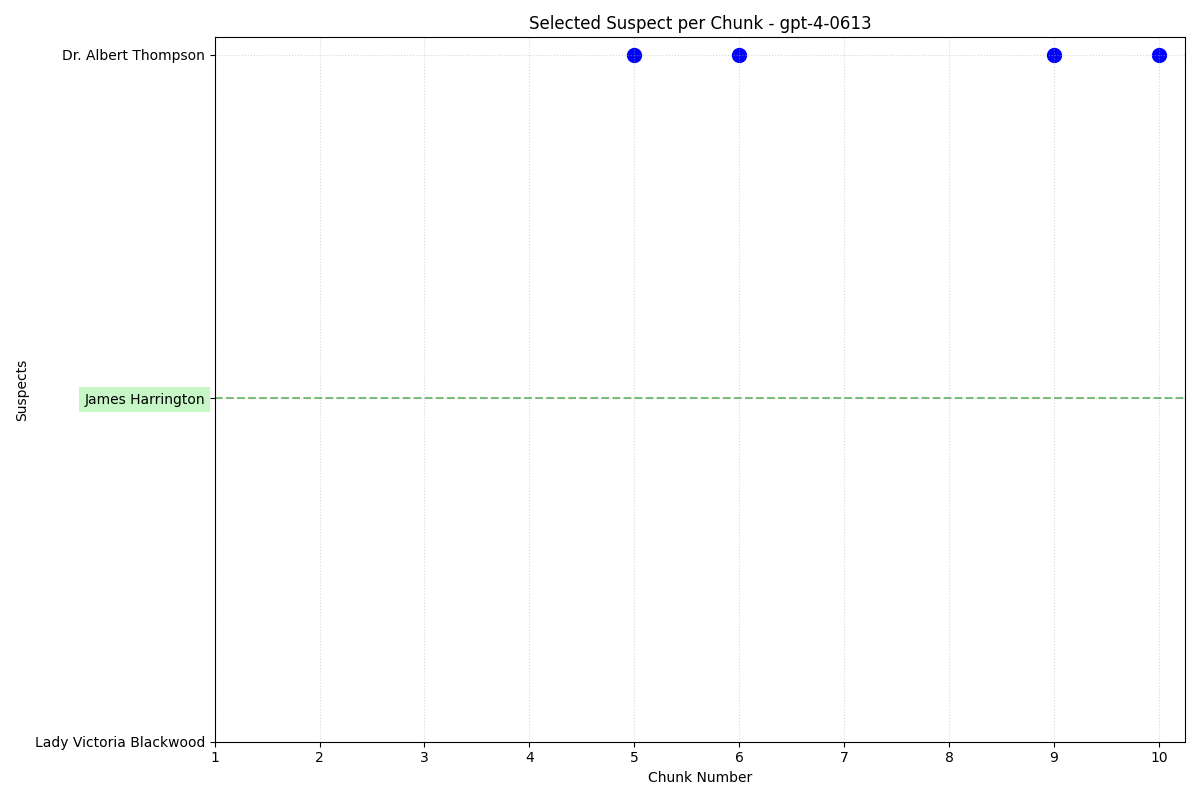 Selected Suspect per Chunk - gpt-4-0613
Dr. Albert Thompson
James Harrington
Lady Victoria Blackwood
Suspects
1 2 3 4 5 6 7 8 9 10
Chunk Number